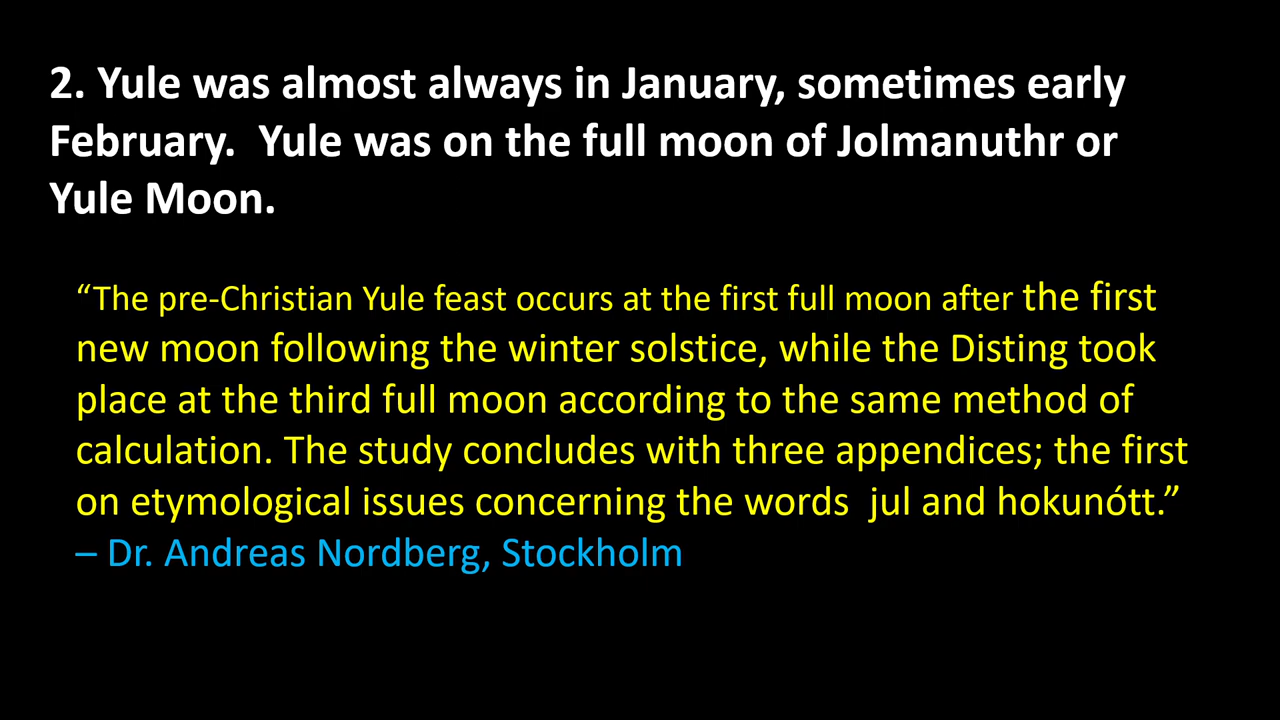 2. Yule was almost always in January, sometimes early
February.  Yule was on the full moon of Jolmanuthr or
Yule Moon.
“The pre-Christian Yule feast occurs at the first full moon after the first
new moon following the winter solstice, while the Disting took
place at the third full moon according to the same method of
calculation. The study concludes with three appendices; the first
on etymological issues concerning the words  jul and hokunótt.”
– Dr. Andreas Nordberg, Stockholm